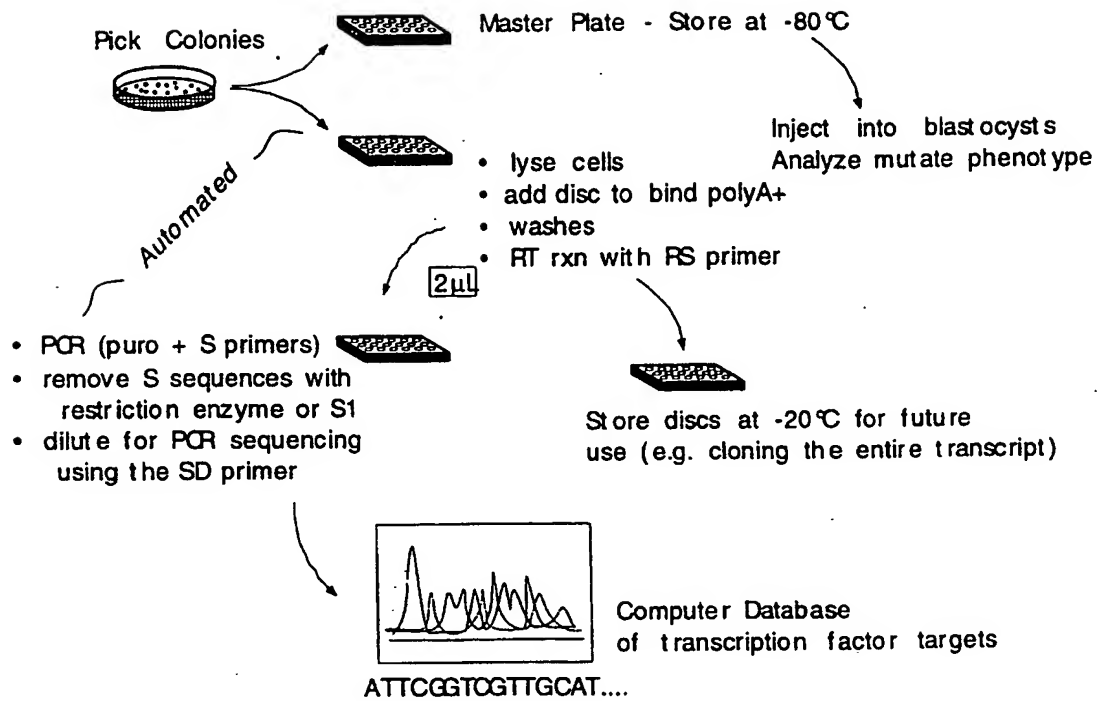 Pick Colonies
Master Plate - Store at -80°C
Inject into blastocysts
Analyze mutate phenotype
Automated
• lyse cells
• add disc to bind polyA+
• washes
• RT rxn with RS primer
2µL
• PCR (puro + S primers)
• remove S sequences with
restriction enzyme or S1
• dilute for PCR sequencing
using the SD primer
Store discs at -20°C for future
use (e.g. cloning the entire transcript)
Computer Database
of transcription factor targets
ATTCGGTCGTTGCAT....